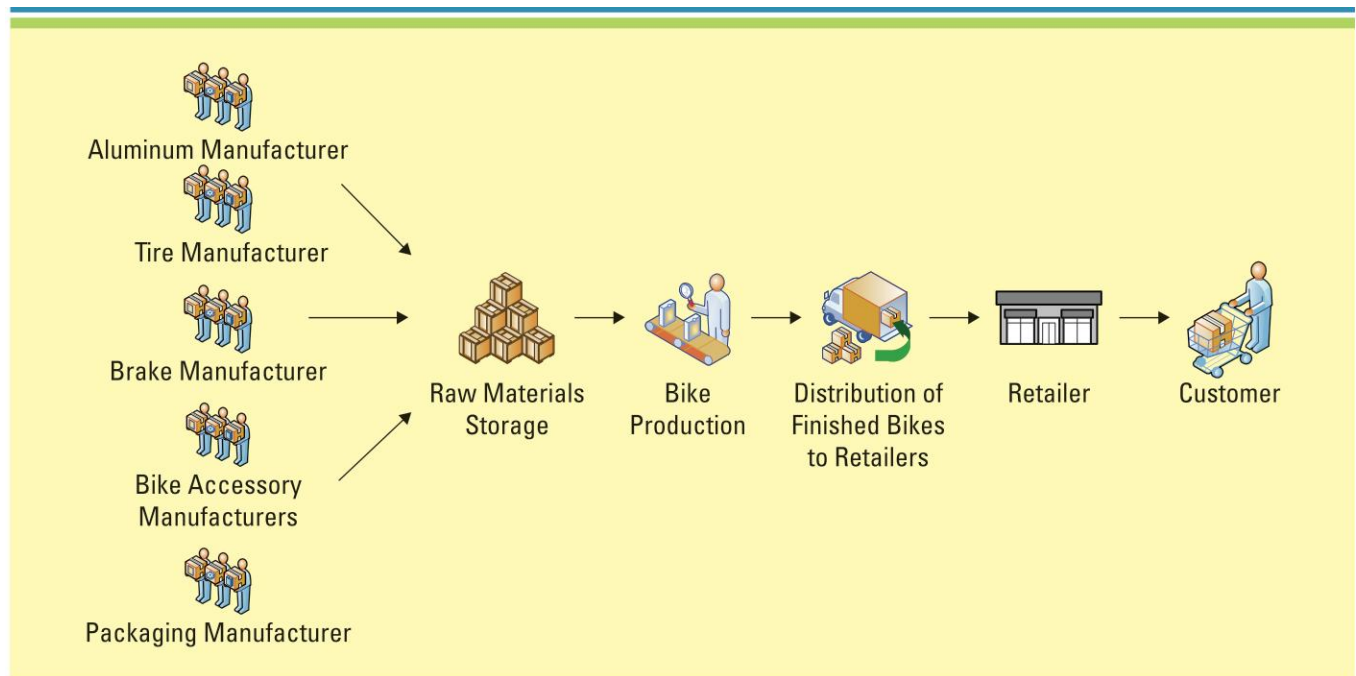 Aluminum Manufacturer
Tire Manufacturer
Brake Manufacturer
Bike Accessory
Manufacturers
Packaging Manufacturer
Raw Materials
Storage
Bike
Production
Distribution of
Finished Bikes
to Retailers
Retailer
Customer